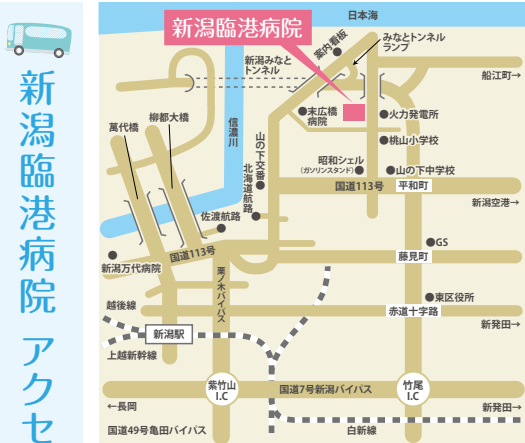 新潟臨港病院 アクセ
日本海
新潟臨港病院
案内看板
みなとトンネル
ランプ
新潟みなと
トンネル
船江町→
末広橋
病院
火力発電所
桃山小学校
柳都大橋
萬代橋
信濃川
山の下交番
北海道航路
昭和シェル
(ガソリンスタンド)
山の下中学校
国道113号
平和町
新潟空港→
佐渡航路
国道113号
新潟万代病院
栗ノ木バイパス
GS
藤見町
越後線
東区役所
赤道十字路
新発田→
新潟駅
上越新幹線
紫竹山
I.C
国道7号新潟バイパス
竹尾
I.C
←長岡
新発田→
国道49号亀田バイパス
白新線